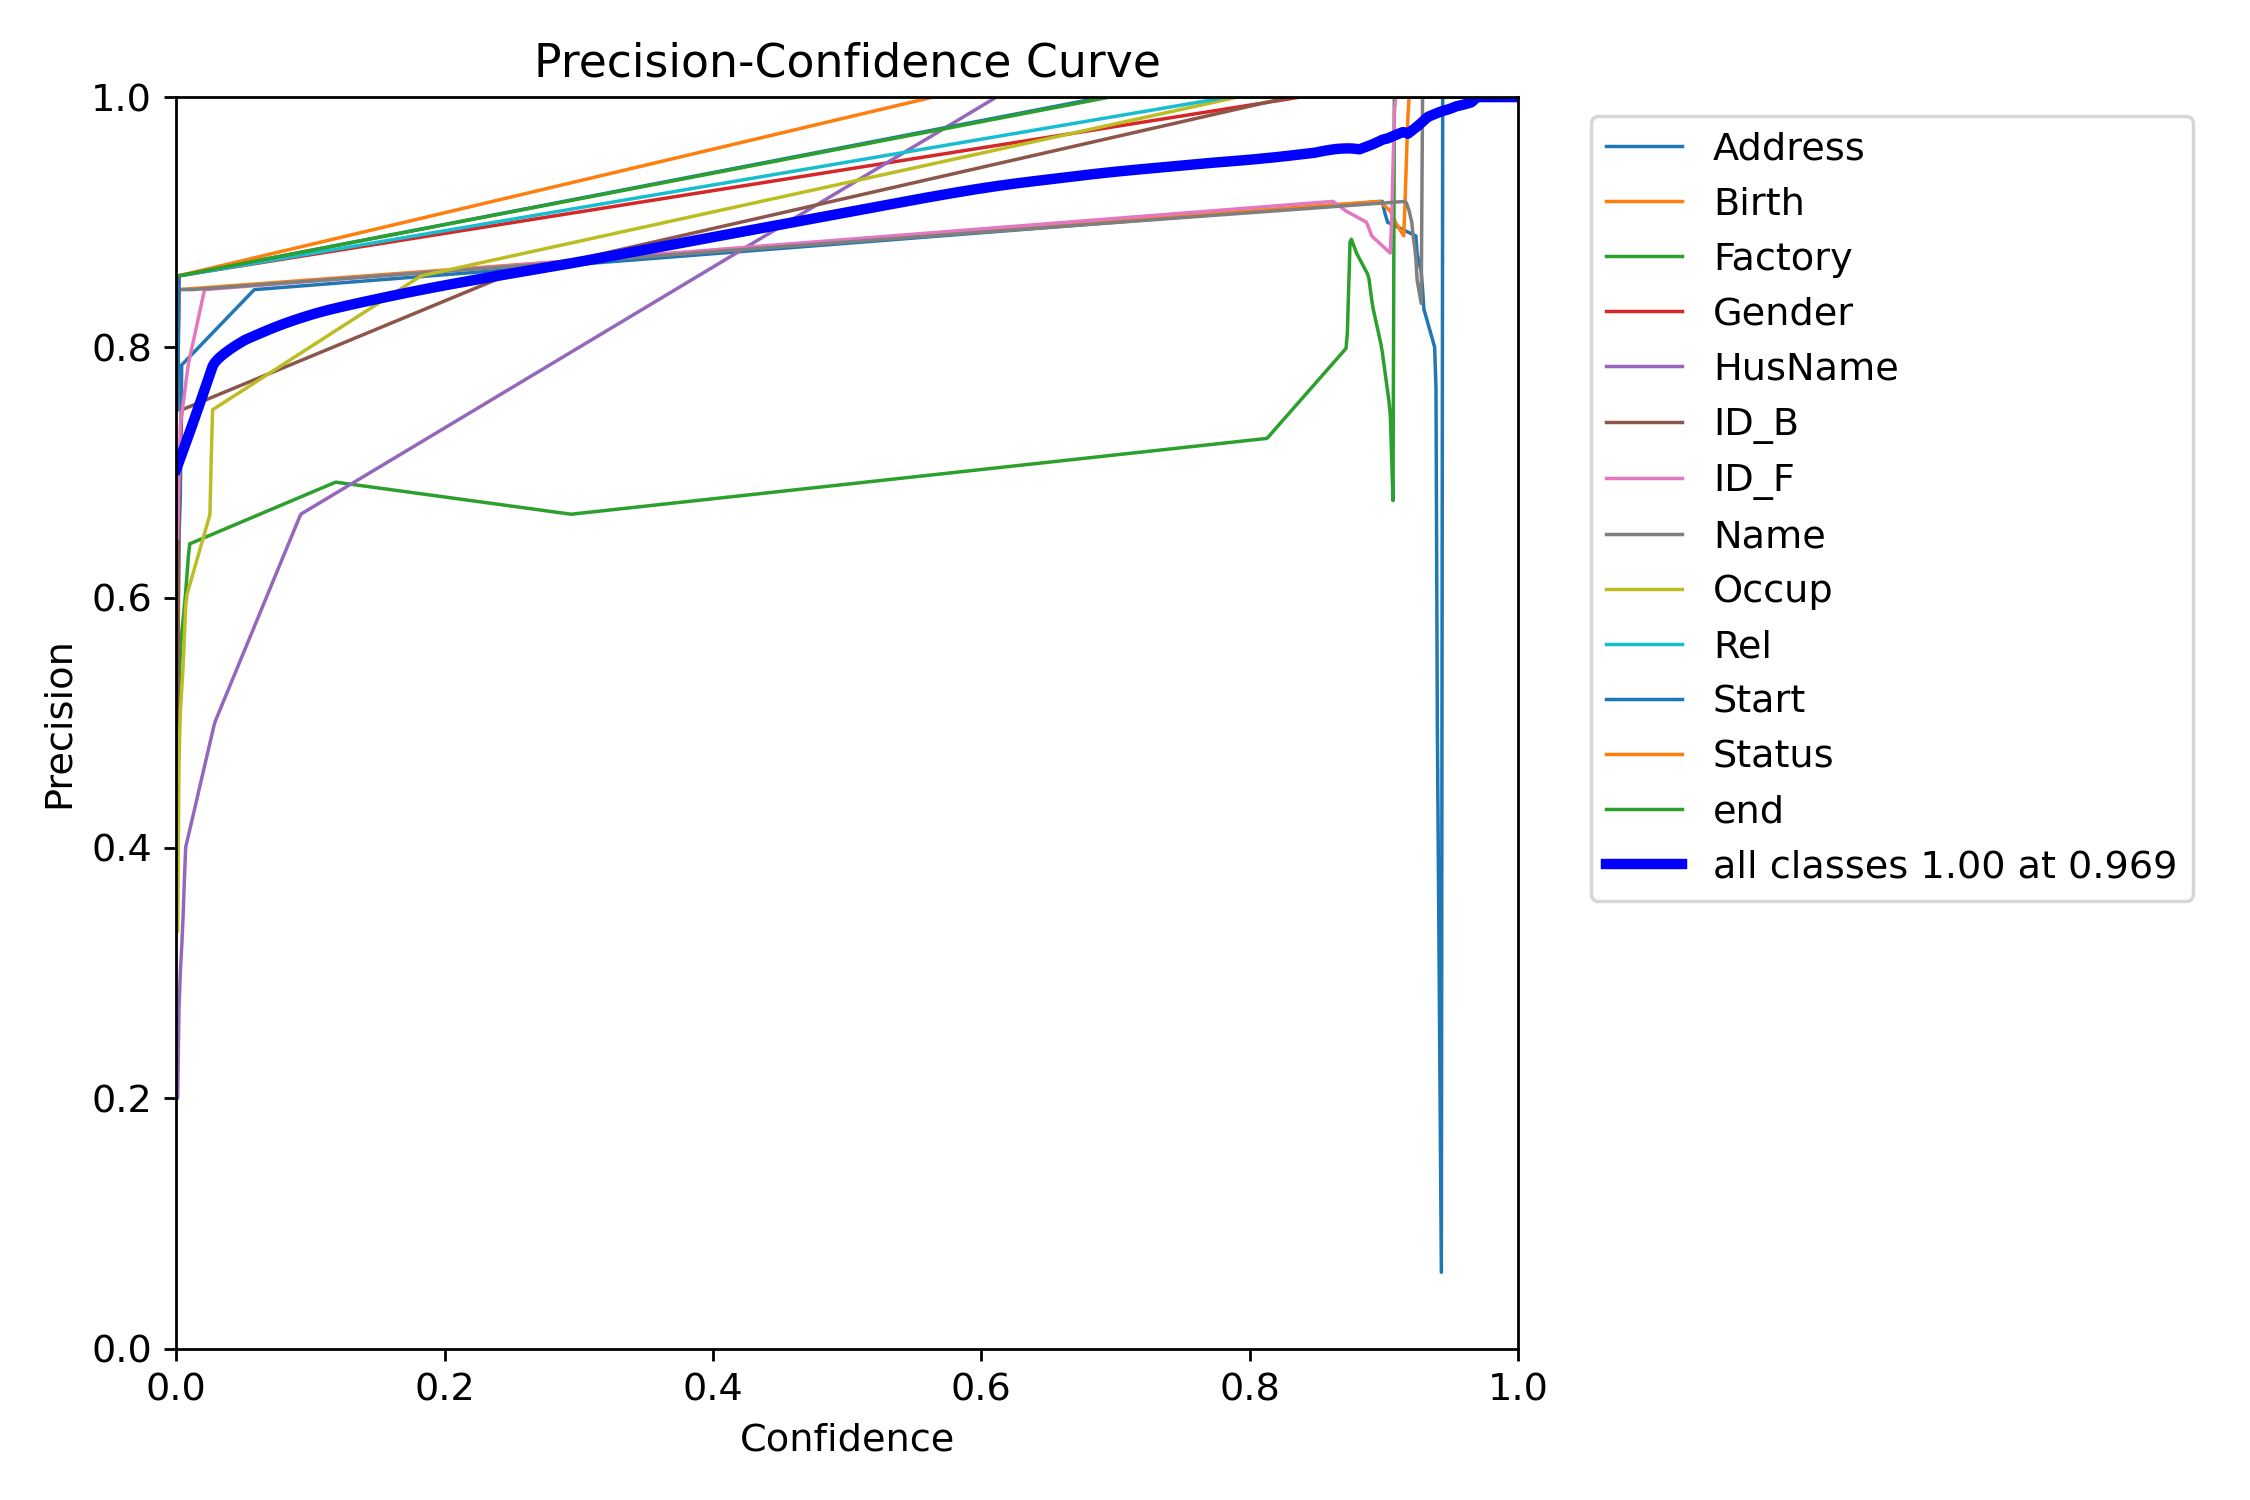 Precision-Confidence Curve
1.0
0.8
0.6
0.4
0.2
0.0
Precision
0.0 0.2 0.4 0.6 0.8 1.0
Confidence
Address
Birth
Factory
Gender
HusName
ID_B
ID_F
Name
Occup
Rel
Start
Status
end
all classes 1.00 at 0.969